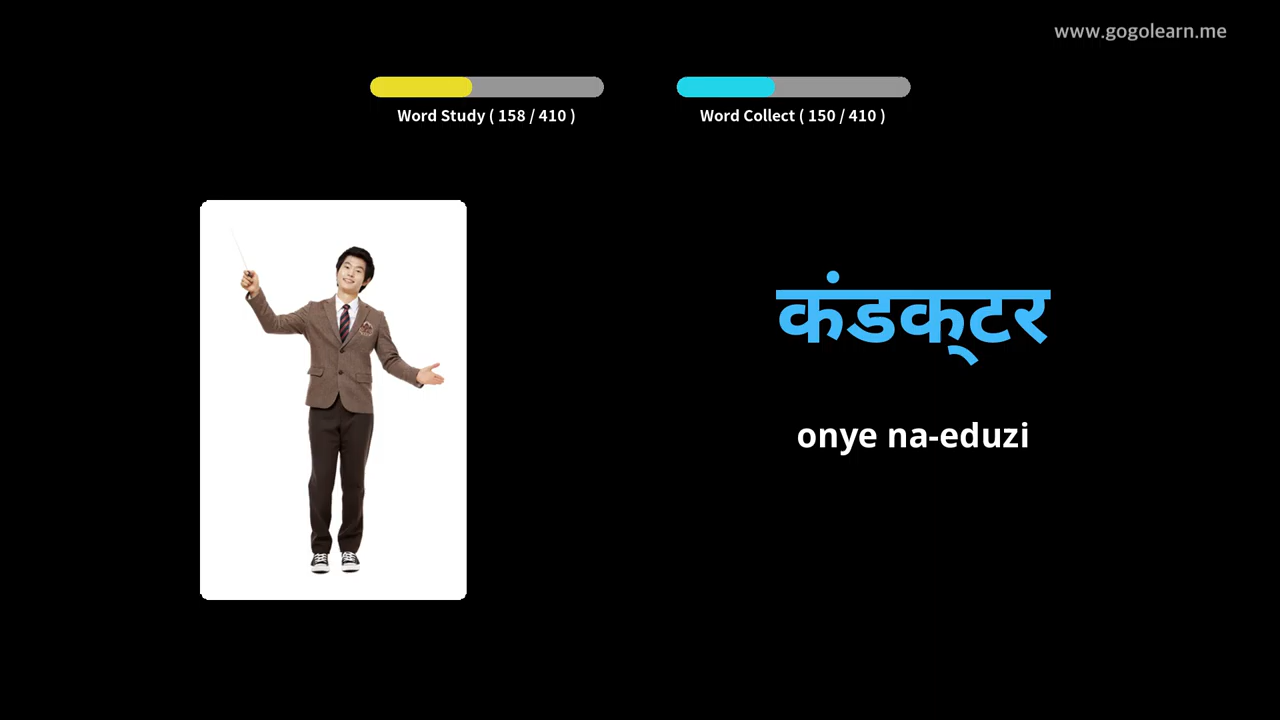 www.gogolearn.me
Word Study ( 158 / 410 )
Word Collect ( 150 / 410 )
कंडक्टर
onye na-eduzi